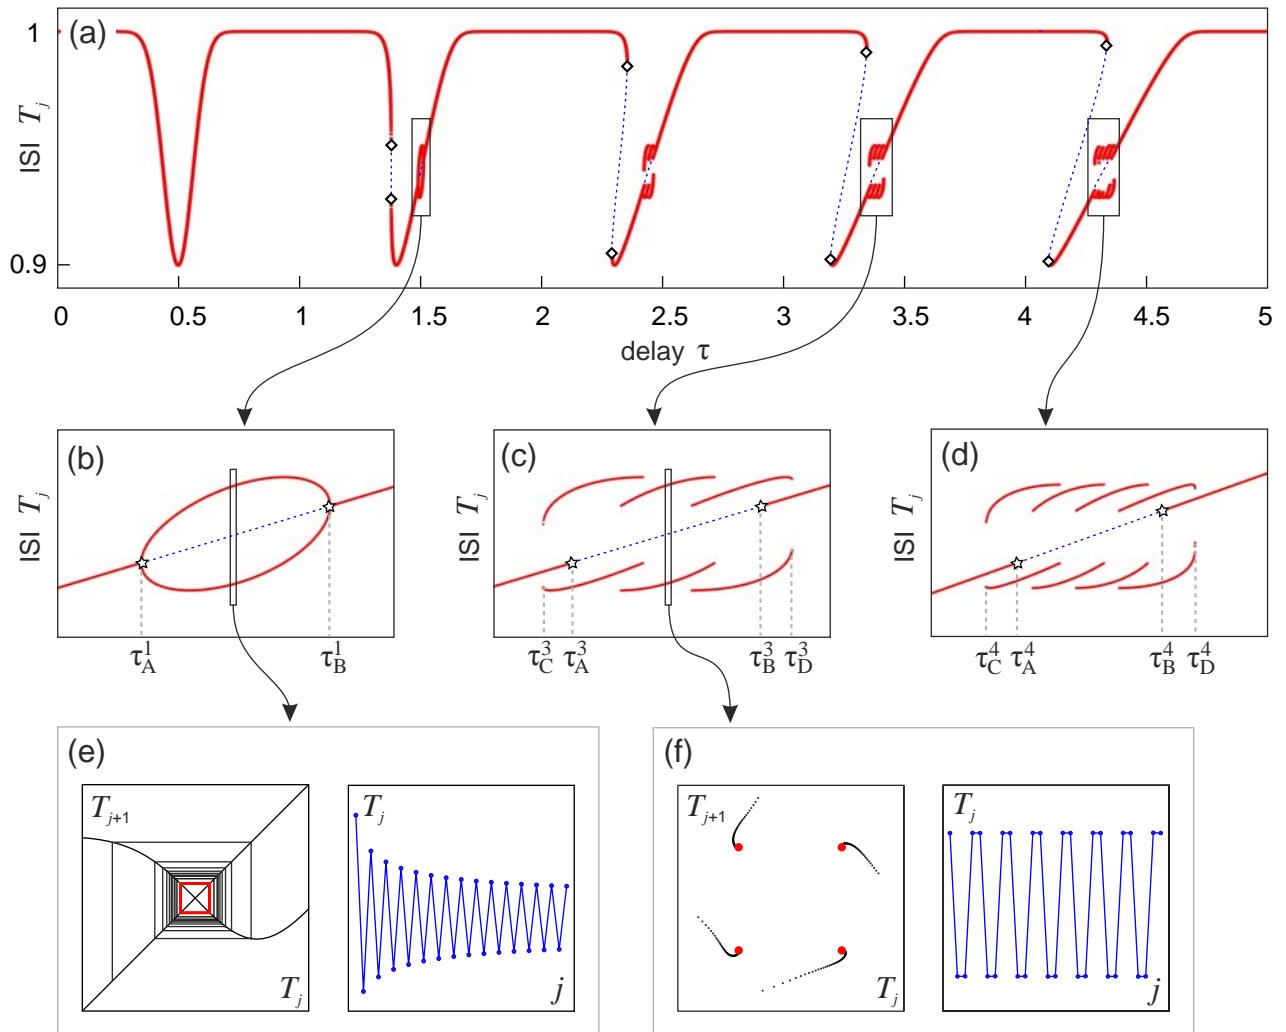 (a)
ISI T_j
1
0.9
0 0.5 1 1.5 2 2.5 3 3.5 4 4.5 5
delay τ
(b) (c) (d)
ISI T_j ISI T_j ISI T_j
τ_A^1 τ_B^1 τ_C^3 τ_A^3 τ_B^3 τ_D^3 τ_C^4 τ_A^4 τ_B^4 τ_D^4
(e) (f)
T_{j+1} T_j T_{j+1} T_j
T_j j T_j j